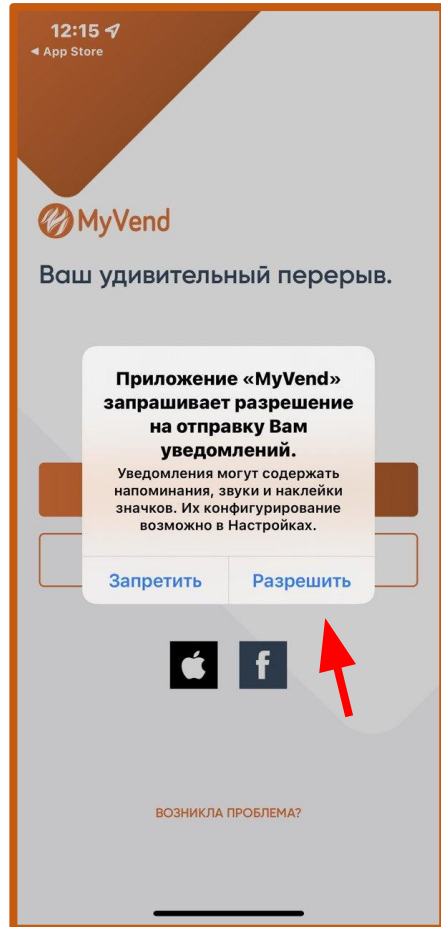 12:15
App Store
MyVend
Ваш удивительный перерыв.
Приложение «MyVend»
запрашивает разрешение
на отправку Вам
уведомлений.
Уведомления могут содержать
напоминания, звуки и наклейки
значков. Их конфигурирование
возможно в Настройках.
Запретить Разрешить
f
ВОЗНИКЛА ПРОБЛЕМА?